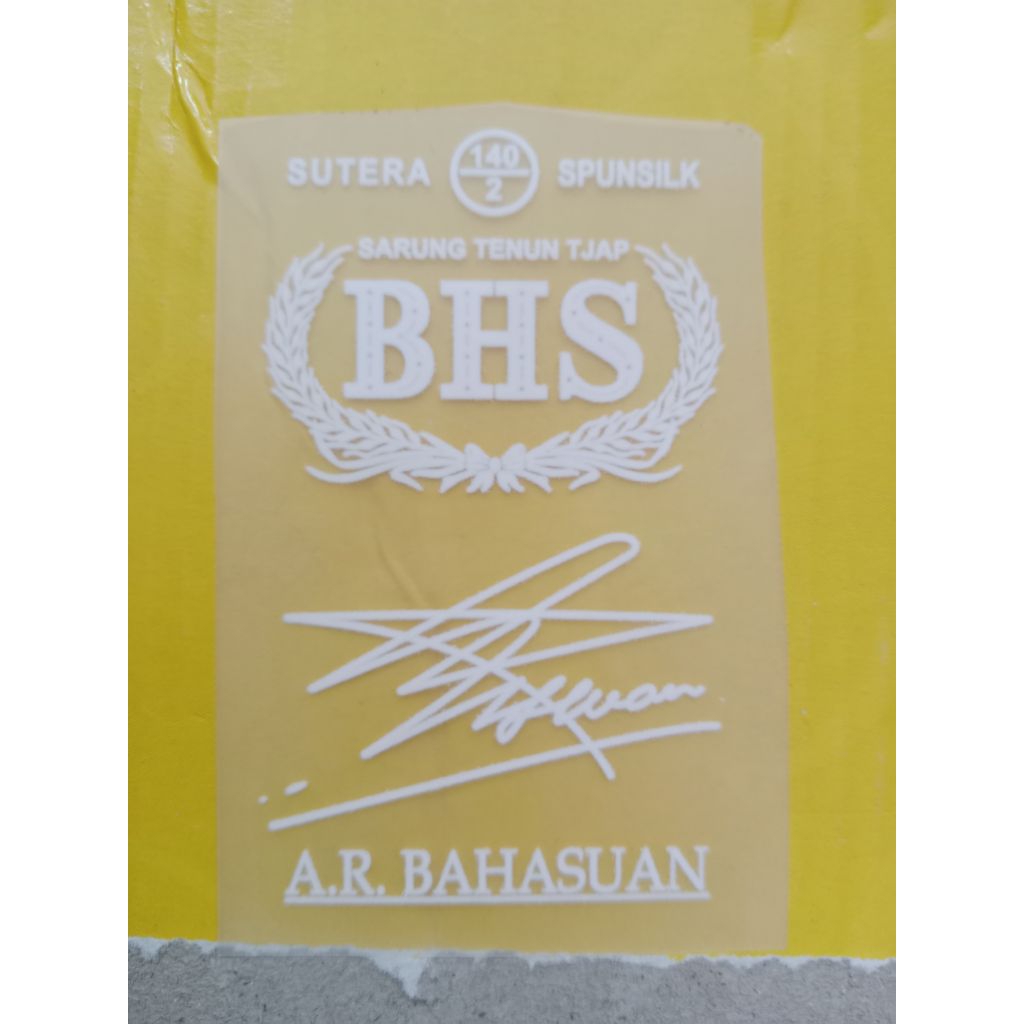 SUTERA 140/2 SPUNSILK
SARUNG TENUN TJAP
BHS
A.R. BAHASUAN